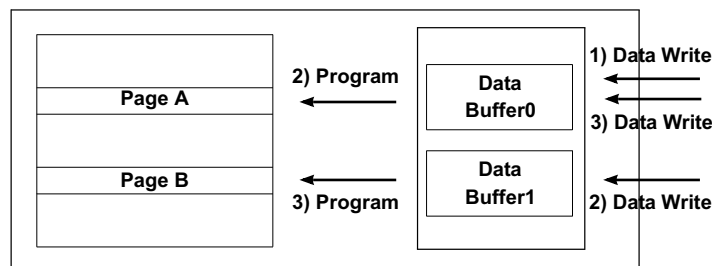 1) Data Write
2) Program
Data
Buffer0
Page A
3) Data Write
Data
Buffer1
Page B
3) Program
2) Data Write